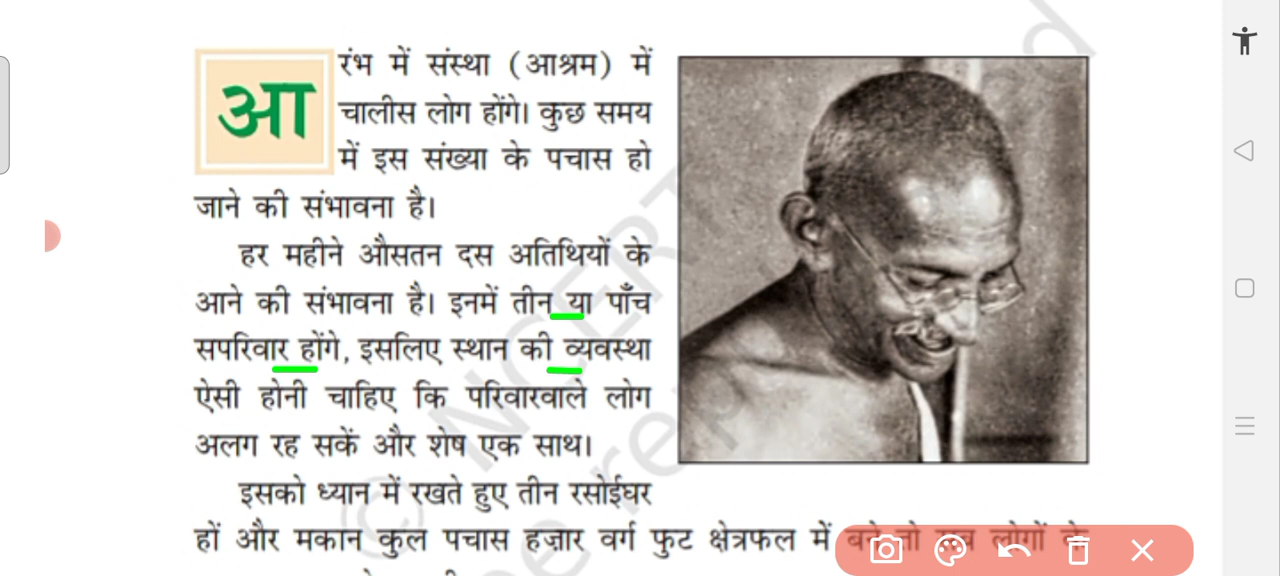 आ
रंभ में संस्था (आश्रम) में
चालीस लोग होंगे। कुछ समय
में इस संख्या के पचास हो
जाने की संभावना है।
हर महीने औसतन दस अतिथियों के
आने की संभावना है। इनमें तीन या पाँच
सपरिवार होंगे, इसलिए स्थान की व्यवस्था
ऐसी होनी चाहिए कि परिवारवाले लोग
अलग रह सकें और शेष एक साथ।
इसको ध्यान में रखते हुए तीन रसोईघर
हों और मकान कुल पचास हज़ार वर्ग फुट क्षेत्रफल में
© NCERT